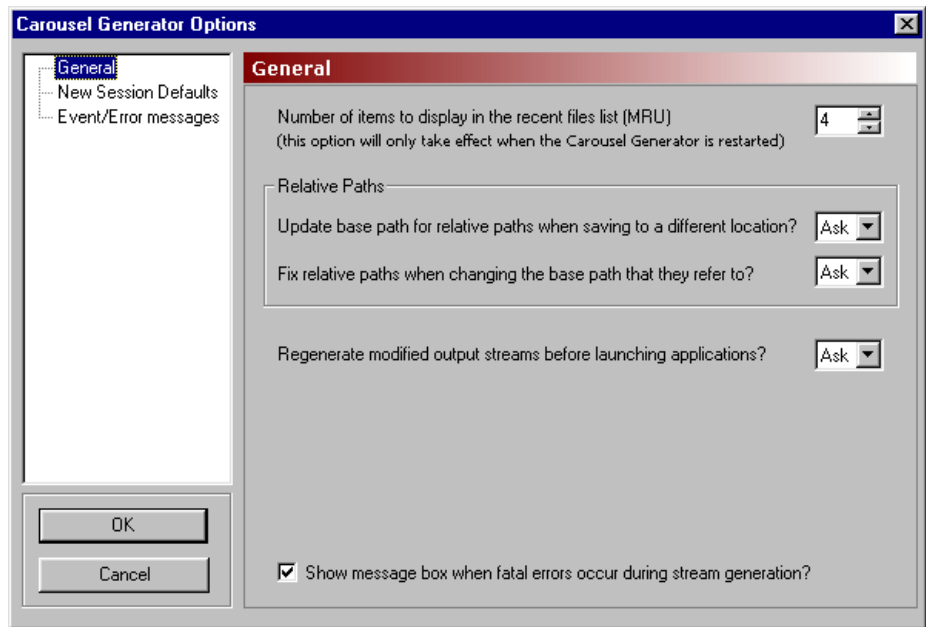 Carousel Generator Options
General
New Session Defaults
Event/Error messages
General
Number of items to display in the recent files list (MRU)
(this option will only take effect when the Carousel Generator is restarted)
4
Relative Paths
Update base path for relative paths when saving to a different location?
Ask
Fix relative paths when changing the base path that they refer to?
Ask
Regenerate modified output streams before launching applications?
Ask
OK
Cancel
Show message box when fatal errors occur during stream generation?